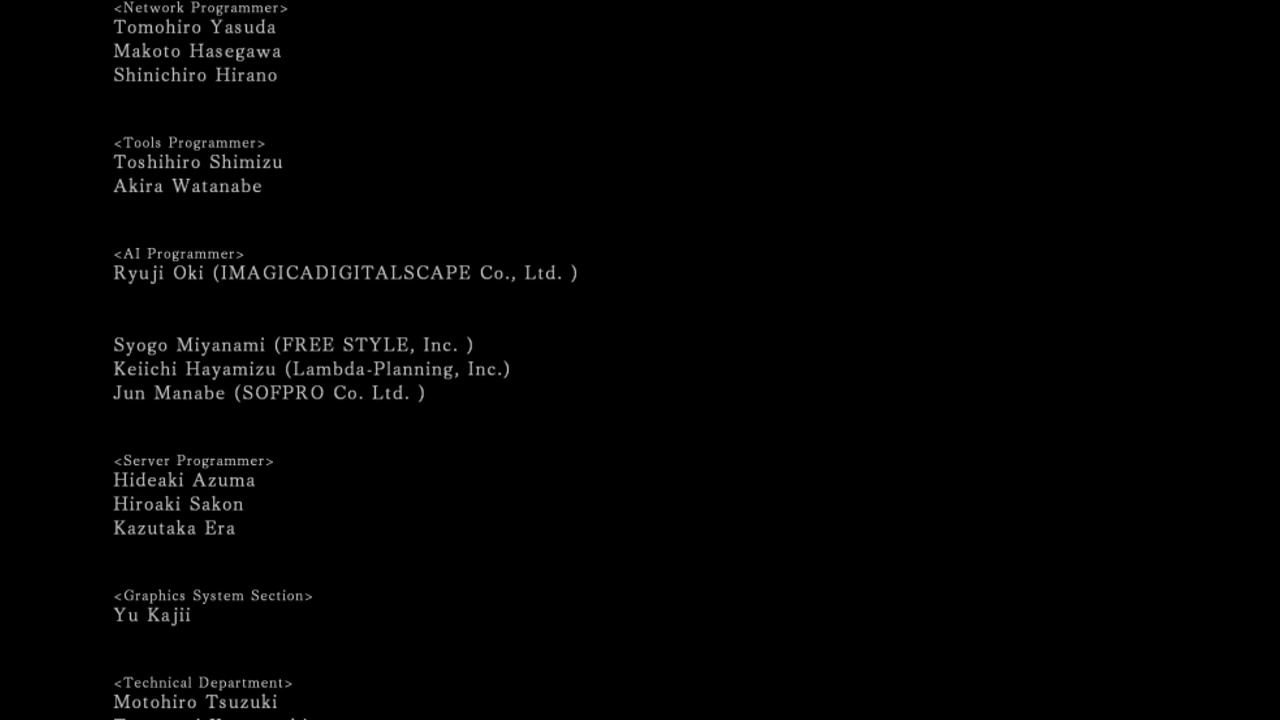 <Network Programmer>
Tomohiro Yasuda
Makoto Hasegawa
Shinichiro Hirano
<Tools Programmer>
Toshihiro Shimizu
Akira Watanabe
<AI Programmer>
Ryuji Oki (IMAGICADIGITALSCAPE Co., Ltd. )
Syogo Miyanami (FREE STYLE, Inc. )
Keiichi Hayamizu (Lambda-Planning, Inc.)
Jun Manabe (SOFPRO Co. Ltd. )
<Server Programmer>
Hideaki Azuma
Hiroaki Sakon
Kazutaka Era
<Graphics System Section>
Yu Kajii
<Technical Department>
Motohiro Tsuzuki